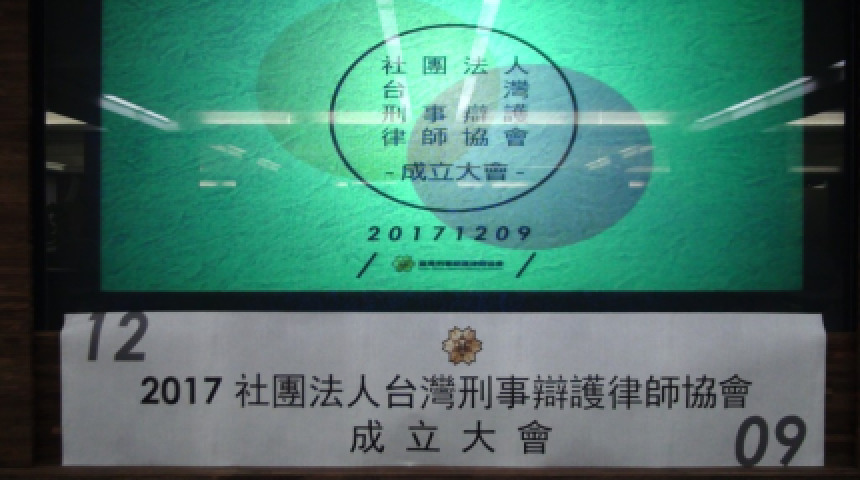 社團法人
台灣
刑事辯護
律師協會
-成立大會-
20171209
12
2017 社團法人台灣刑事辯護律師協會
成立大會
09